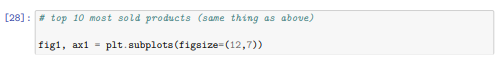 [28]: # top 10 most sold products (same thing as above)
fig1, ax1 = plt.subplots(figsize=(12,7))